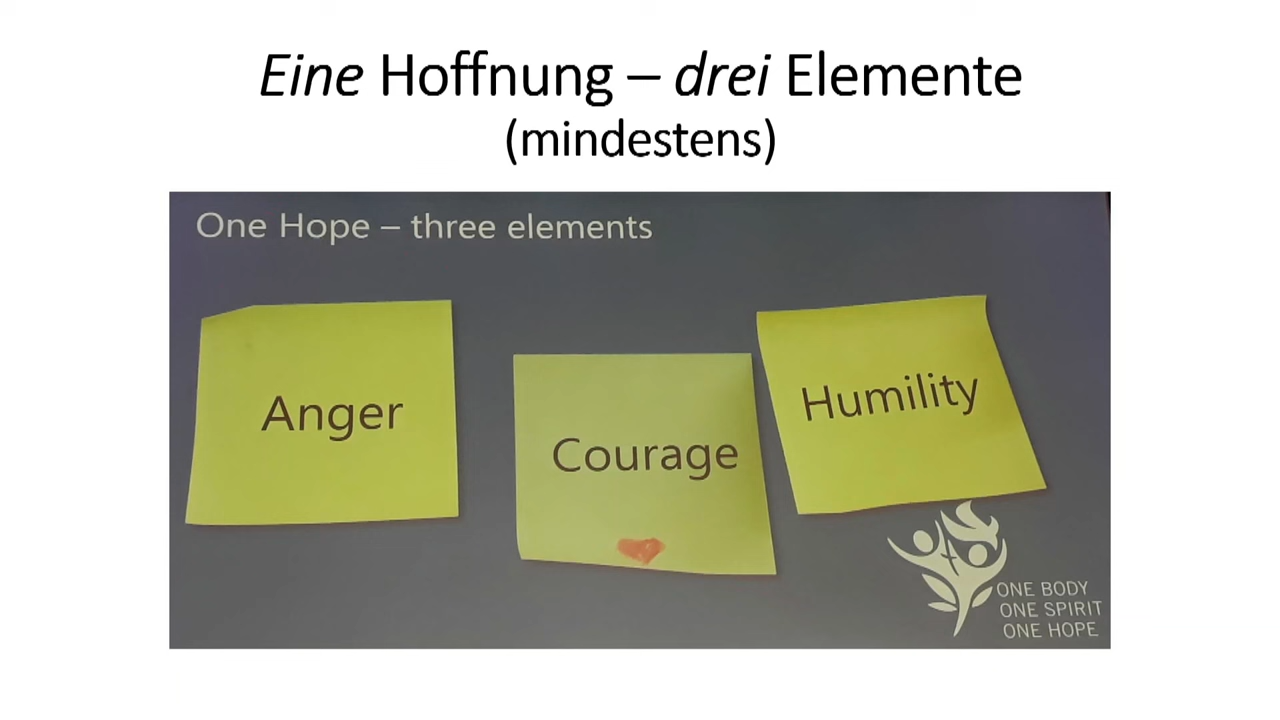 Eine Hoffnung – drei Elemente
(mindestens)
One Hope – three elements
Anger
Courage
Humility
ONE BODY
ONE SPIRIT
ONE HOPE